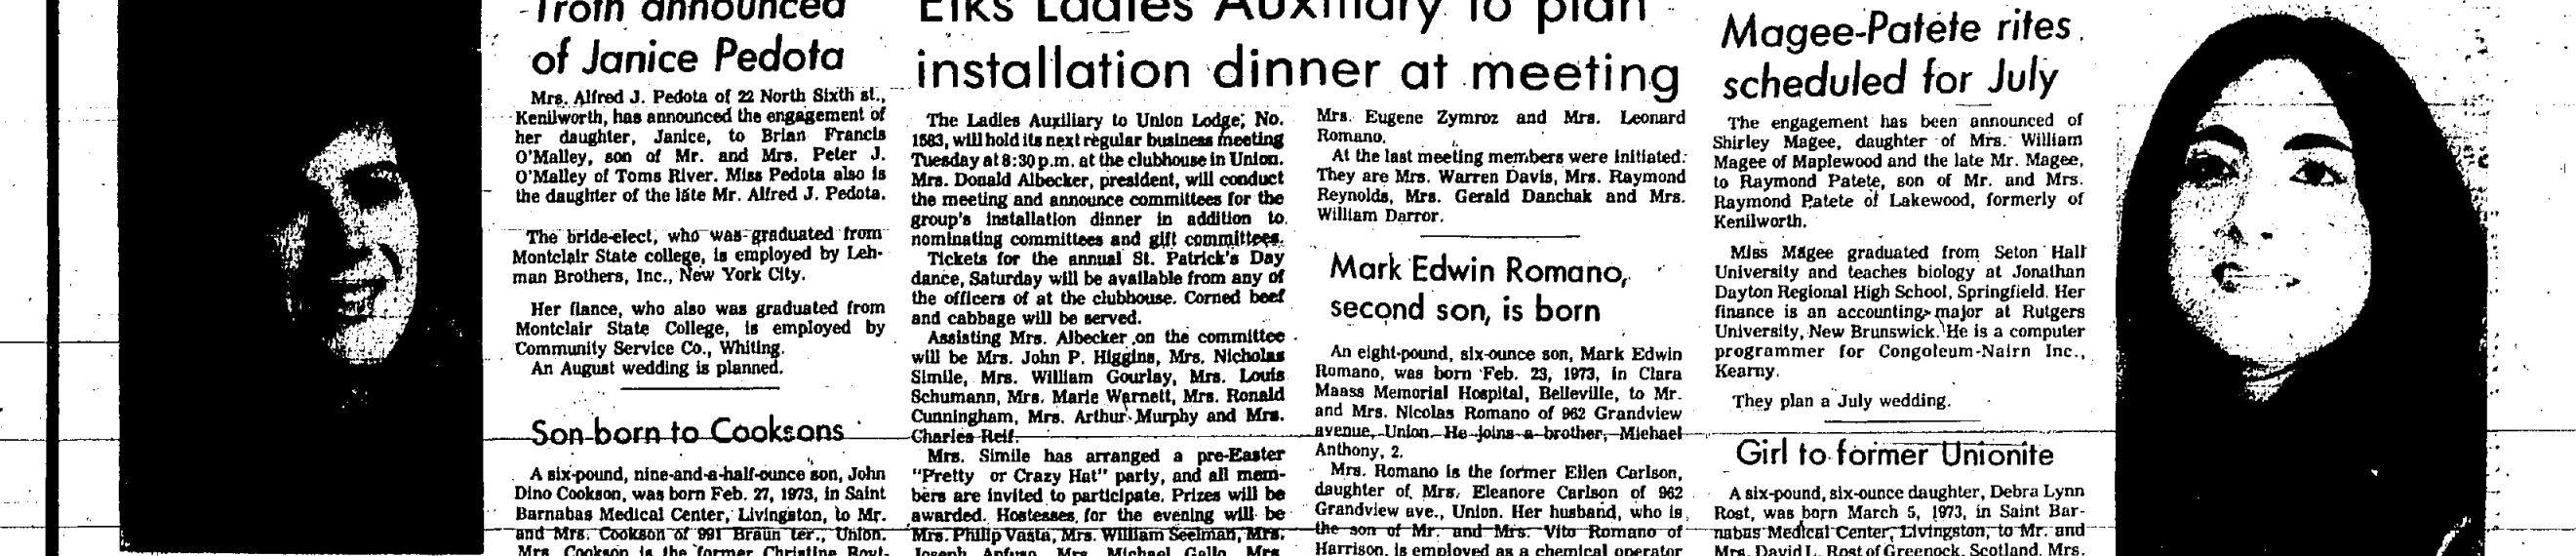 Troth announced
of Janice Pedota
Mrs. Alfred J. Pedota of 22 North Sixth st.,
Kenilworth, has announced the engagement of
her daughter, Janice, to Brian Francis
O'Malley, son of Mr. and Mrs. Peter J.
O'Malley of Toms River. Miss Pedota also is
the daughter of the late Mr. Alfred J. Pedota.
The bride-elect, who was graduated from
Montclair State college, is employed by Leh-
man Brothers, Inc., New York City.
Her fiance, who also was graduated from
Montclair State College, is employed by
Community Service Co., Whiting.
An August wedding is planned.
Son born to Cooksons
A six-pound, nine-and-a-half-ounce son, John
Dino Cookson, was born Feb. 27, 1973, in Saint
Barnabas Medical Center, Livingston, to Mr.
and Mrs. Cookson of 991 Braun ter., Union.
Mrs. Cookson is the former Christine
Elks Ladies Auxiliary to plan
installation dinner at meeting
The Ladies Auxiliary to Union Lodge, No.
1583, will hold its next regular business meeting
Tuesday at 8:30 p.m. at the clubhouse in Union.
Mrs. Donald Albecker, president, will conduct
the meeting and announce committees for the
group's installation dinner in addition to
nominating committees and gift committees.
Tickets for the annual St. Patrick's Day
dance, Saturday will be available from any of
the officers of at the clubhouse. Corned beef
and cabbage will be served.
Assisting Mrs. Albecker on the committee
will be Mrs. John P. Higgins, Mrs. Nicholas
Simile, Mrs. William Gourlay, Mrs. Louis
Schumann, Mrs. Marie Warnett, Mrs. Ronald
Cunningham, Mrs. Arthur Murphy and Mrs.
Charles Reif.
Mrs. Simile has arranged a pre-Easter
"Pretty or Crazy Hat" party, and all mem-
bers are invited to participate. Prizes will be
awarded. Hostesses for the evening will be
Mrs. Philip Vasta, Mrs. William Seelman, Mrs.
Joseph Anfuso, Mrs. Michael Gallo, Mrs.
Mrs. Eugene Zymroz and Mrs. Leonard
Romano.
At the last meeting members were initiated.
They are Mrs. Warren Davis, Mrs. Raymond
Reynolds, Mrs. Gerald Danchak and Mrs.
William Darror.
Mark Edwin Romano,
second son, is born
An eight-pound, six-ounce son, Mark Edwin
Romano, was born Feb. 23, 1973, in Clara
Maass Memorial Hospital, Belleville, to Mr.
and Mrs. Nicolas Romano of 962 Grandview
avenue, Union. He joins a brother, Michael
Anthony, 2.
Mrs. Romano is the former Ellen Carlson,
daughter of Mrs. Eleanore Carlson of 962
Grandview ave., Union. Her husband, who is
the son of Mr. and Mrs. Vito Romano of
Harrison, is employed as a chemical operator
Magee-Patete rites
scheduled for July
The engagement has been announced of
Shirley Magee, daughter of Mrs. William
Magee of Maplewood and the late Mr. Magee,
to Raymond Patete, son of Mr. and Mrs.
Raymond Patete of Lakewood, formerly of
Kenilworth.
Miss Magee graduated from Seton Hall
University and teaches biology at Jonathan
Dayton Regional High School, Springfield. Her
finance is an accounting major at Rutgers
University, New Brunswick. He is a computer
programmer for Congoleum-Nairn Inc.,
Kearny.
They plan a July wedding.
Girl to former Unionite
A six-pound, six-ounce daughter, Debra Lynn
Rost, was born March 5, 1973, in Saint Bar-
nabas Medical Center, Livingston, to Mr. and
Mrs. David L. Rost of Greenock, Scotland. Mrs.